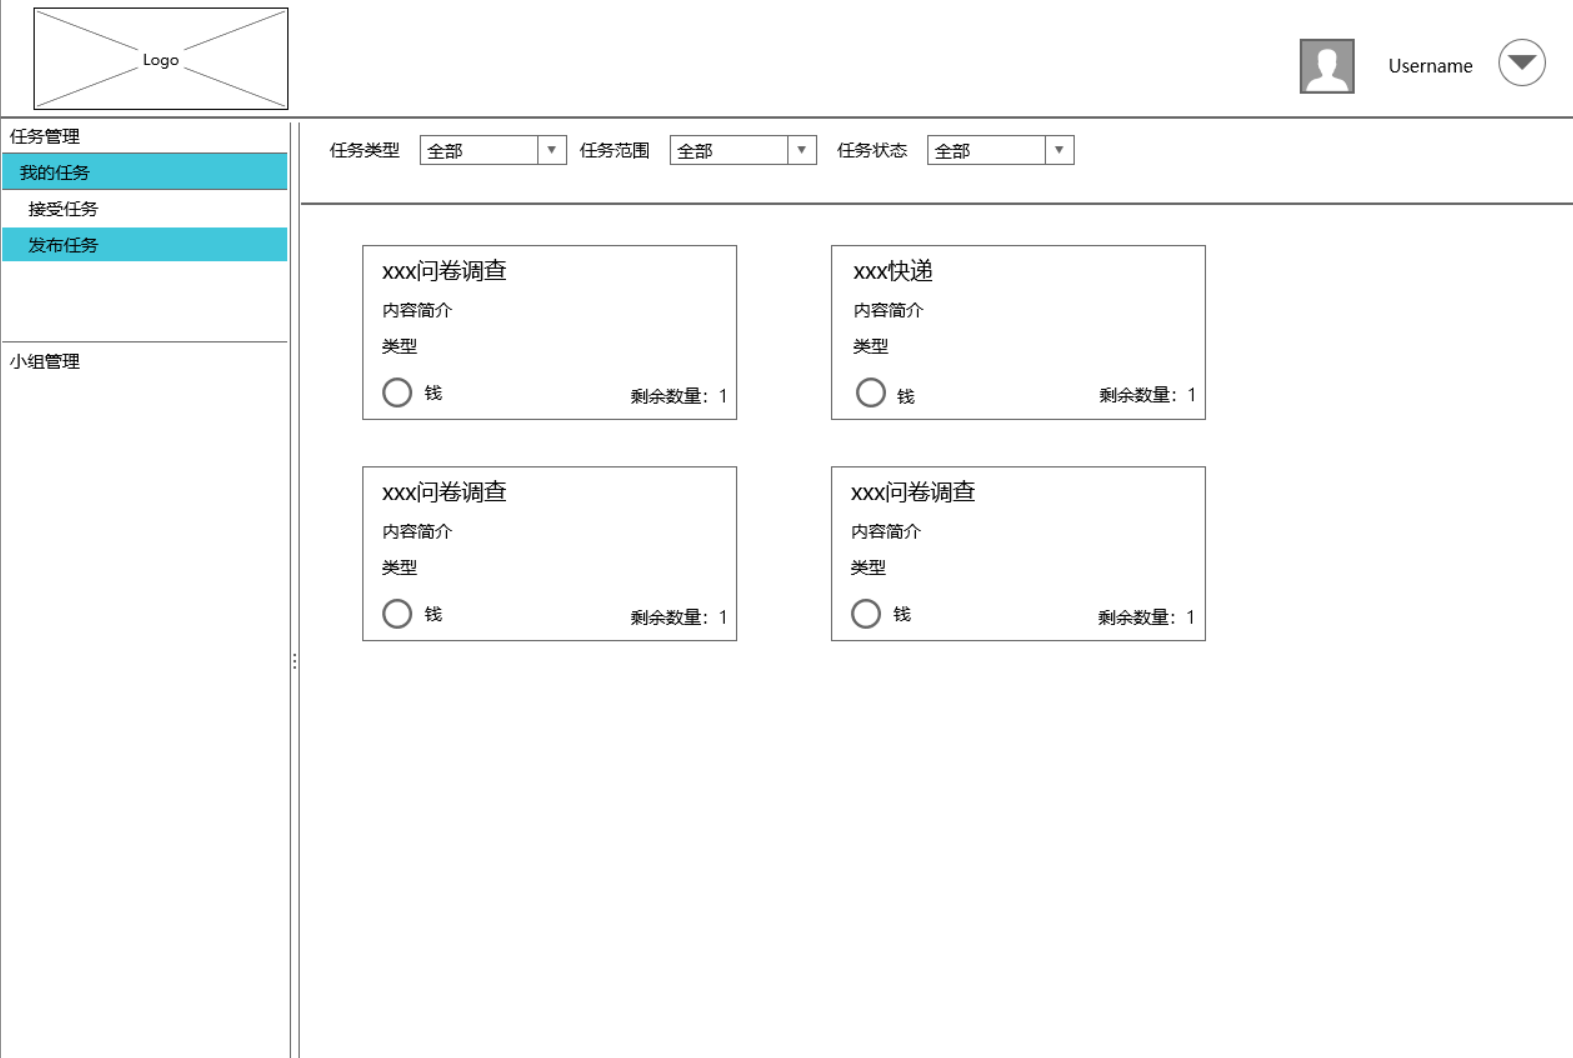 Logo
Username
任务管理
我的任务
接受任务
发布任务
小组管理
任务类型 全部 任务范围 全部 任务状态 全部
xxx问卷调查
内容简介
类型
钱 剩余数量：1
xxx快递
内容简介
类型
钱 剩余数量：1
xxx问卷调查
内容简介
类型
钱 剩余数量：1
xxx问卷调查
内容简介
类型
钱 剩余数量：1